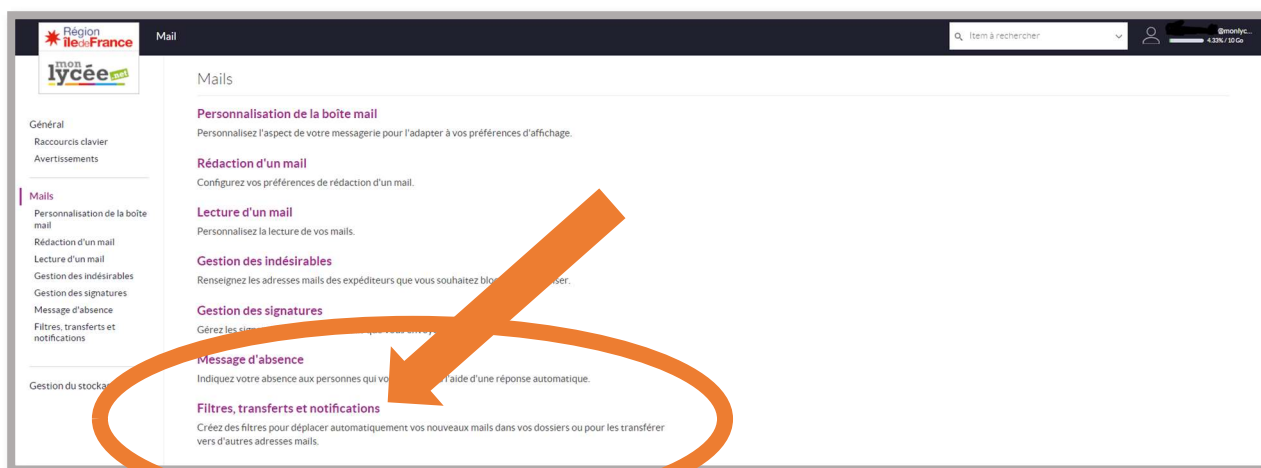 Région
îledeFrance
Mail
Item à rechercher
@monlyc...
4.33% / 10 Go
mon
lycée.net
Mails
Général
Raccourcis clavier
Avertissements
Mails
Personnalisation de la boîte
mail
Rédaction d'un mail
Lecture d'un mail
Gestion des indésirables
Gestion des signatures
Message d'absence
Filtres, transferts et
notifications
Gestion du
Personnalisation de la boîte mail
Personnalisez l'aspect de votre messagerie pour l'adapter à vos préférences d'affichage.
Rédaction d'un mail
Configurez vos préférences de rédaction d'un mail.
Lecture d'un mail
Personnalisez la lecture de vos mails.
Gestion des indésirables
Renseignez les adresses mails des expéditeurs que vous souhaitez
Gestion des signatures
Gérez les
Message d'absence
Indiquez votre absence aux personnes qui l'aide d'une réponse automatique.
Filtres, transferts et notifications
Créez des filtres pour déplacer automatiquement vos nouveaux mails dans vos dossiers ou pour les transférer
vers d'autres adresses mails.